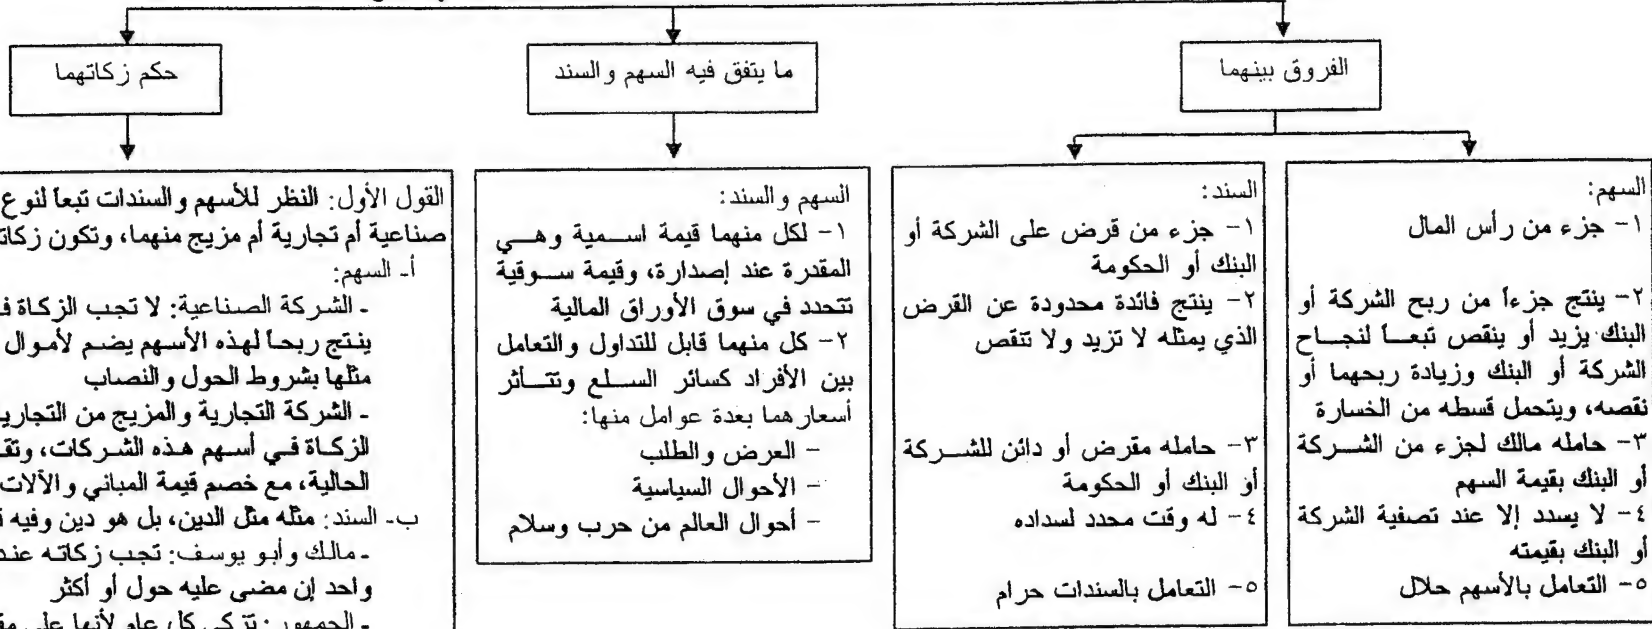 الفروق بينهما
ما يتفق فيه السهم والسند
حكم زكاتهما
السهم:
١- جزء من رأس المال
٢- ينتج جزءاً من ربح الشركة أو
البنك يزيد أو ينقص تبعاً لنجاح
الشركة أو البنك وزيادة ربحهما أو
نقصه، ويتحمل قسطه من الخسارة
٣- حامله مالك لجزء من الشركة
أو البنك بقيمة السهم
٤- لا يسدد إلا عند تصفية الشركة
أو البنك بقيمته
٥- التعامل بالأسهم حلال
السند:
١- جزء من قرض على الشركة أو
البنك أو الحكومة
٢- ينتج فائدة محدودة عن القرض
الذي يمثله لا تزيد ولا تنقص
٣- حامله مقرض أو دائن للشركة
أو البنك أو الحكومة
٤- له وقت محدد لسداده
٥- التعامل بالسندات حرام
السهم والسند:
١- لكل منهما قيمة اسمية وهي
المقدرة عند إصدارة، وقيمة سوقية
تتحدد في سوق الأوراق المالية
٢- كل منهما قابل للتداول والتعامل
بين الأفراد كسائر السلع وتتأثر
أسعارهما بعدة عوامل منها:
- العرض والطلب
- الأحوال السياسية
- أحوال العالم من حرب وسلام
القول الأول: النظر للأسهم والسندات تبعاً لنوع
صناعية أم تجارية أم مزيج منهما، وتكون
أ- السهم:
- الشركة الصناعية: لا تجب الزكاة
ينتج ربحاً لهذه الأسهم يضم لأموال
مثلها بشروط الحول والنصاب
- الشركة التجارية والمزيج من
الزكاة في أسهم هذه الشركات،
الحالية، مع خصم قيمة المباني والآلات
ب- السند: مثله مثل الدين، بل هو دين وفيه
- مالك وأبو يوسف: تجب زكاته
واحد إن مضى عليه حول أو أكثر
- الجمهور: تزكى كل عام لأنها على